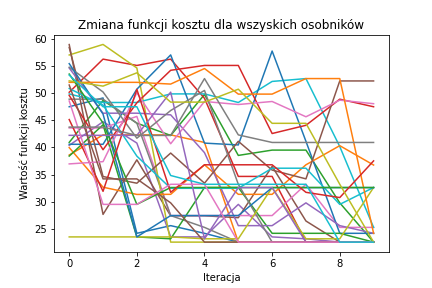 Zmiana funkcji kosztu dla wszyskich osobników
Wartość funkcji kosztu
60
55
50
45
40
35
30
25
0 2 4 6 8
Iteracja